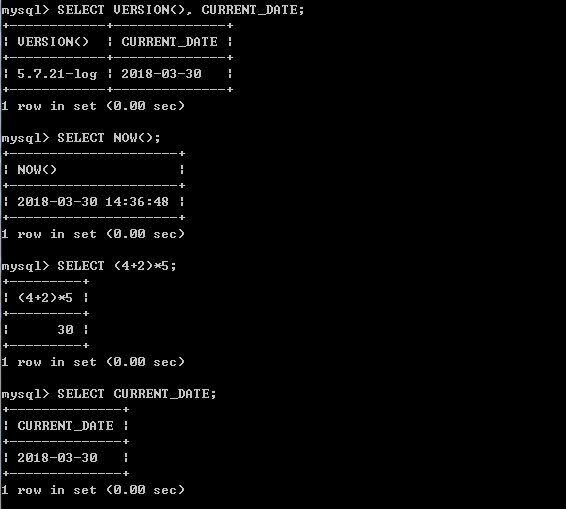 mysql> SELECT VERSION(), CURRENT_DATE;
+------------+--------------+
| VERSION()  | CURRENT_DATE |
+------------+--------------+
| 5.7.21-log | 2018-03-30   |
+------------+--------------+
1 row in set (0.00 sec)

mysql> SELECT NOW();
+---------------------+
| NOW()               |
+---------------------+
| 2018-03-30 14:36:48 |
+---------------------+
1 row in set (0.00 sec)

mysql> SELECT (4+2)*5;
+---------+
| (4+2)*5 |
+---------+
|      30 |
+---------+
1 row in set (0.00 sec)

mysql> SELECT CURRENT_DATE;
+--------------+
| CURRENT_DATE |
+--------------+
| 2018-03-30   |
+--------------+
1 row in set (0.00 sec)